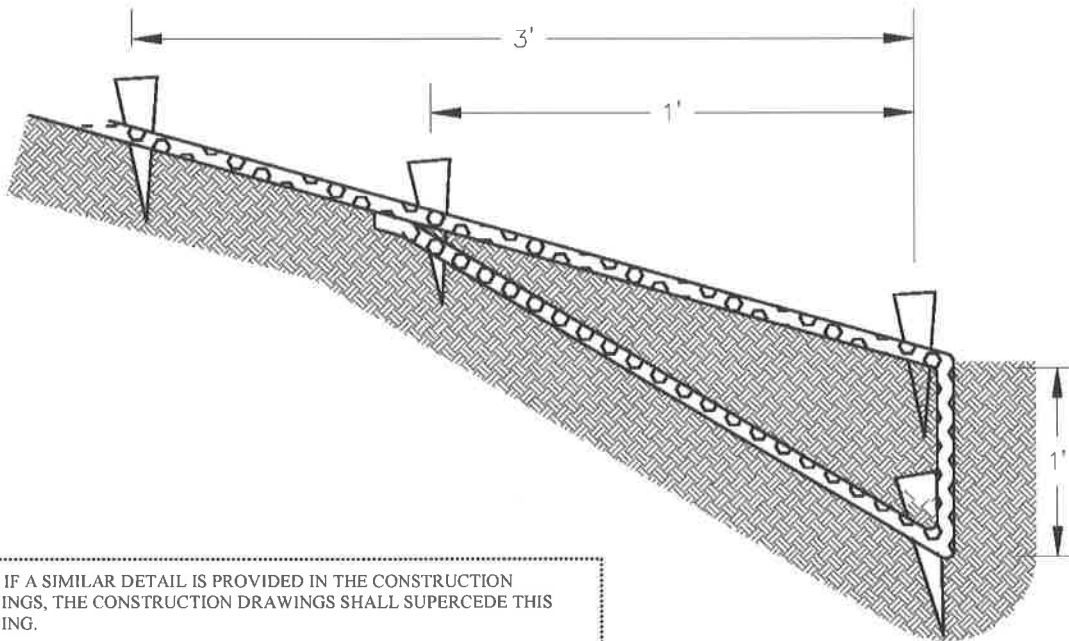 3'
1'
1'
IF A SIMILAR DETAIL IS PROVIDED IN THE CONSTRUCTION
INGS, THE CONSTRUCTION DRAWINGS SHALL SUPERCEDE THIS
ING.